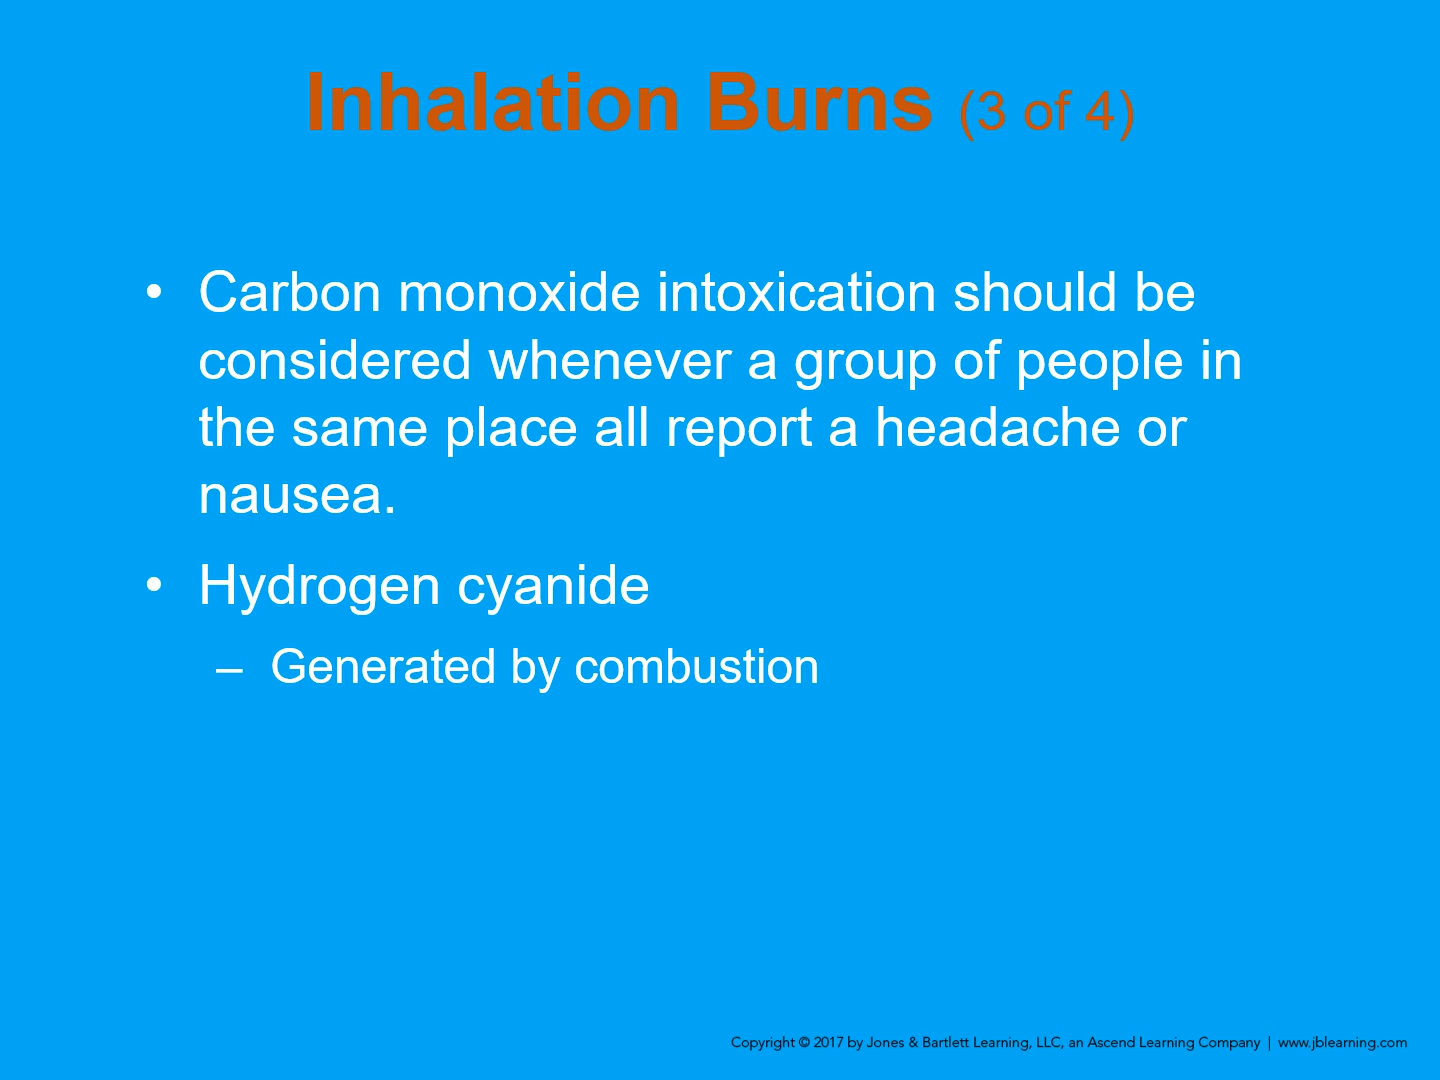 Inhalation Burns (3 of 4)
• Carbon monoxide intoxication should be
considered whenever a group of people in
the same place all report a headache or
nausea.
• Hydrogen cyanide
– Generated by combustion
Copyright © 2017 by Jones & Bartlett Learning, LLC, an Ascend Learning Company | www.jblearning.com